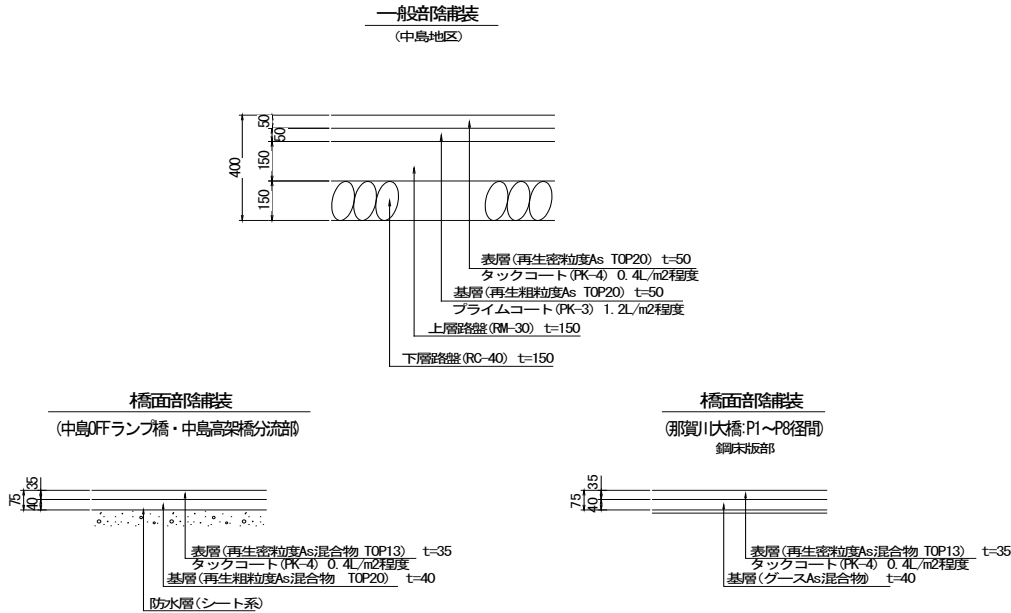 一般部舗装
(中島地区)
50
50
150
150
400
表層(再生密粒度As TOP20) t=50
タックコート(PK-4) 0.4L/m2程度
基層(再生粗粒度As TOP20) t=50
プライムコート(PK-3) 1.2L/m2程度
上層路盤(RM-30) t=150
下層路盤(RC-40) t=150
橋面部舗装
(中島OFFランプ橋・中島高架橋分流部)
35
40
75
表層(再生密粒度As混合物 TOP13) t=35
タックコート(PK-4) 0.4L/m2程度
基層(再生粗粒度As混合物 TOP20) t=40
防水層(シート系)
橋面部舗装
(那賀川大橋:P1～P8径間)
鋼床版部
35
40
75
表層(再生密粒度As混合物 TOP13) t=35
タックコート(PK-4) 0.4L/m2程度
基層(グースAs混合物) t=40